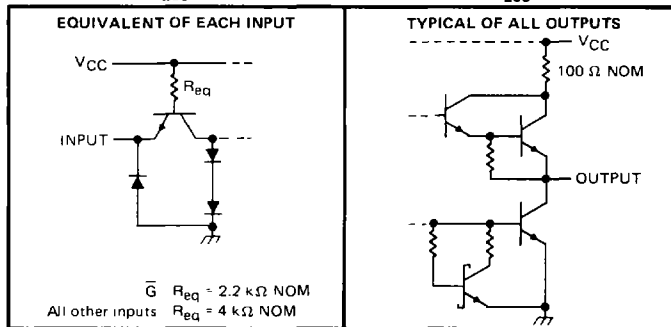 EQUIVALENT OF EACH INPUT
VCC
Req
INPUT
G̅ Req = 2.2 kΩ NOM
All other inputs Req = 4 kΩ NOM
TYPICAL OF ALL OUTPUTS
VCC
100 Ω NOM
OUTPUT